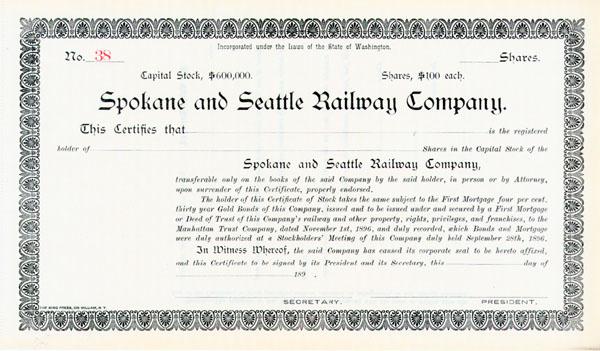 Incorporated under the Laws of the State of Washington.
No. 38 Shares.
Capital Stock, $600,000. Shares, $100 each.
Spokane and Seattle Railway Company.
This Certifies that is the registered
holder of Shares in the Capital Stock of the
Spokane and Seattle Railway Company,
transferable only on the books of the said Company by the said holder, in person or by Attorney,
upon surrender of this Certificate, properly endorsed.
The holder of this Certificate of Stock takes the same subject to the First Mortgage four per cent.
thirty year Gold Bonds of this Company, issued and to be issued under and secured by a First Mortgage
or Deed of Trust of this Company's railway and other property, rights, privileges, and franchises, to the
Manhattan Trust Company, dated November 1st, 1896, and duly recorded, which Bonds and Mortgage
were duly authorized at a Stockholders' Meeting of this Company duly held September 28th, 1896.
In Witness Whereof, the said Company has caused its corporate seal to be hereto affixed,
and this Certificate to be signed by its President and its Secretary, this day of
189 .
SECRETARY. PRESIDENT.